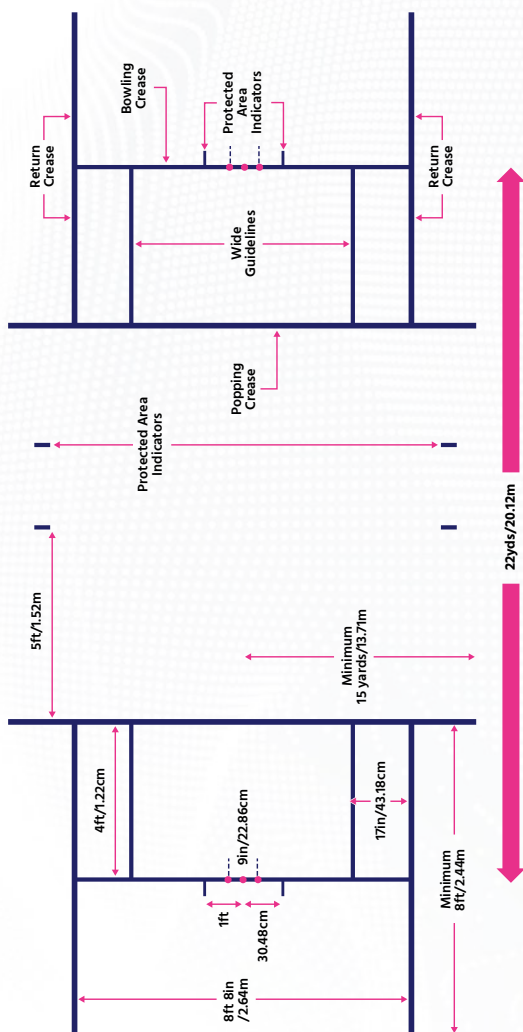 Return
Crease
Bowling
Crease
Protected
Area
Indicators
Return
Crease
Wide
Guidelines
Popping
Crease
Protected Area
Indicators
22yds/20.12m
5ft/1.52m
Minimum
15 yards/13.71m
4ft/1.22cm
9in/22.86cm
17in/43.18cm
1ft
30.48cm
Minimum
8ft/2.44m
8ft 8in
/2.64m